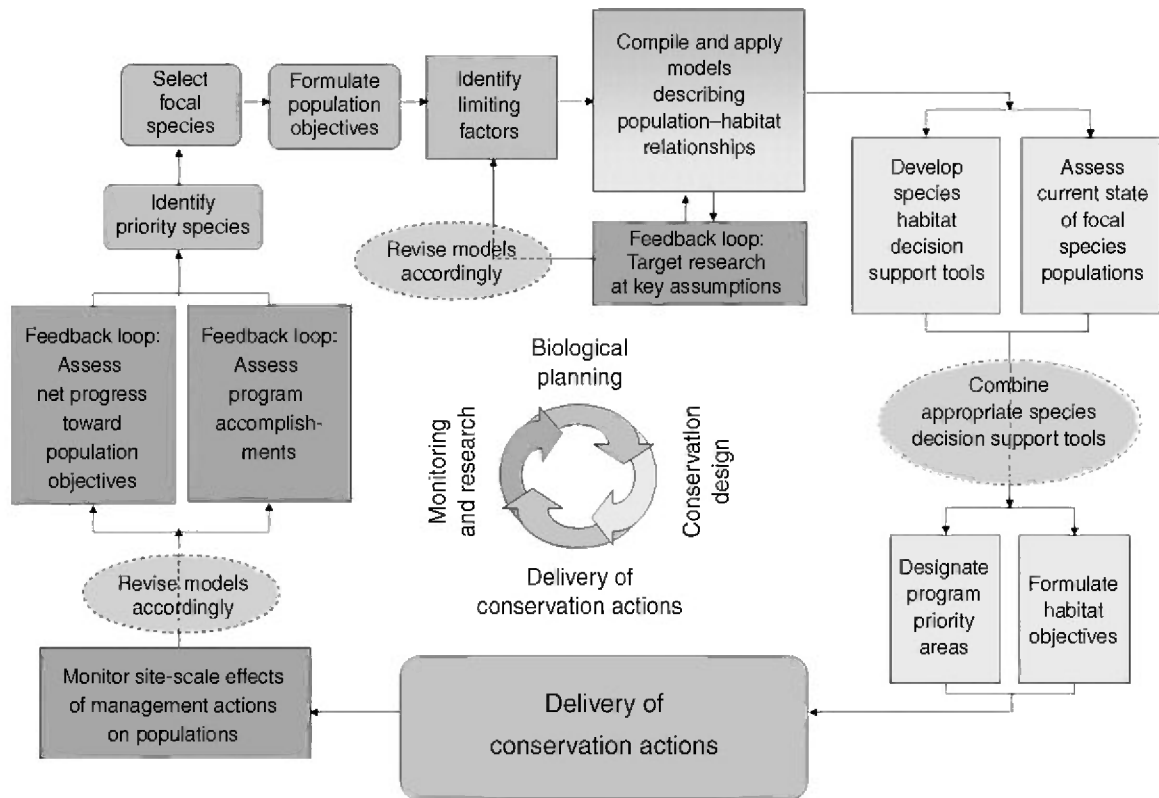 Select
focal
species
Formulate
population
objectives
Identify
limiting
factors
Compile and apply
models
describing
population–habitat
relationships
Identify
priority species
Revise models
accordingly
Feedback loop:
Target research
at key assumptions
Develop
species
habitat
decision
support tools
Assess
current state
of focal
species
populations
Feedback loop:
Assess
net progress
toward
population
objectives
Feedback loop:
Assess
program
accomplish-
ments
Biological
planning
Monitoring
and research
Conservation
design
Delivery of
conservation actions
Combine
appropriate species
decision support tools
Designate
program
priority
areas
Formulate
habitat
objectives
Revise models
accordingly
Monitor site-scale effects
of management actions
on populations
Delivery of
conservation actions